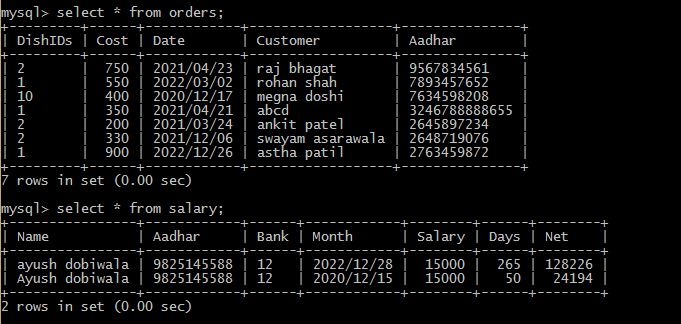 mysql> select * from orders;
+---------+------+------------+------------------+---------------+
| DishIDs | Cost | Date       | Customer         | Aadhar        |
+---------+------+------------+------------------+---------------+
| 2       |  750 | 2021/04/23 | raj bhagat       | 9567834561    |
| 1       |  550 | 2022/03/02 | rohan shah       | 7893457652    |
| 10      |  400 | 2020/12/17 | megna doshi      | 7634598208    |
| 1       |  350 | 2021/04/21 | abcd             | 3246788888655 |
| 2       |  200 | 2021/03/24 | ankit patel      | 2645897234    |
| 2       |  330 | 2021/12/06 | swayam asarawala | 2648719076    |
| 1       |  900 | 2022/12/26 | astha patil      | 2763459872    |
+---------+------+------------+------------------+---------------+
7 rows in set (0.00 sec)
mysql> select * from salary;
+----------------+------------+------+------------+--------+------+--------+
| Name           | Aadhar     | Bank | Month      | Salary | Days | Net    |
+----------------+------------+------+------------+--------+------+--------+
| ayush dobiwala | 9825145588 | 12   | 2022/12/28 |  15000 |  265 | 128226 |
| Ayush dobiwala | 9825145588 | 12   | 2020/12/15 |  15000 |   50 |  24194 |
+----------------+------------+------+------------+--------+------+--------+
2 rows in set (0.00 sec)